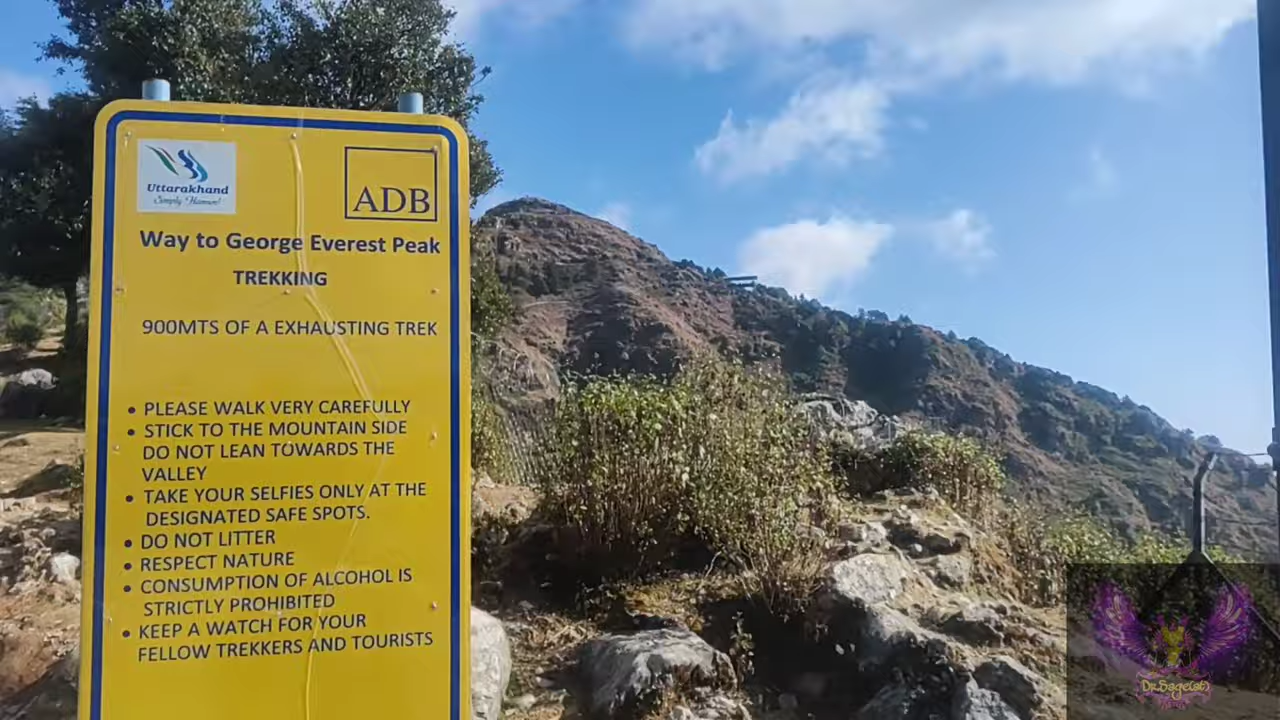 Uttarakhand
Simply Heaven!
ADB
Way to George Everest Peak
TREKKING
900MTS OF A EXHAUSTING TREK
• PLEASE WALK VERY CAREFULLY
• STICK TO THE MOUNTAIN SIDE
DO NOT LEAN TOWARDS THE
VALLEY
• TAKE YOUR SELFIES ONLY AT THE
DESIGNATED SAFE SPOTS.
• DO NOT LITTER
• RESPECT NATURE
• CONSUMPTION OF ALCOHOL IS
STRICTLY PROHIBITED
• KEEP A WATCH FOR YOUR
FELLOW TREKKERS AND TOURISTS